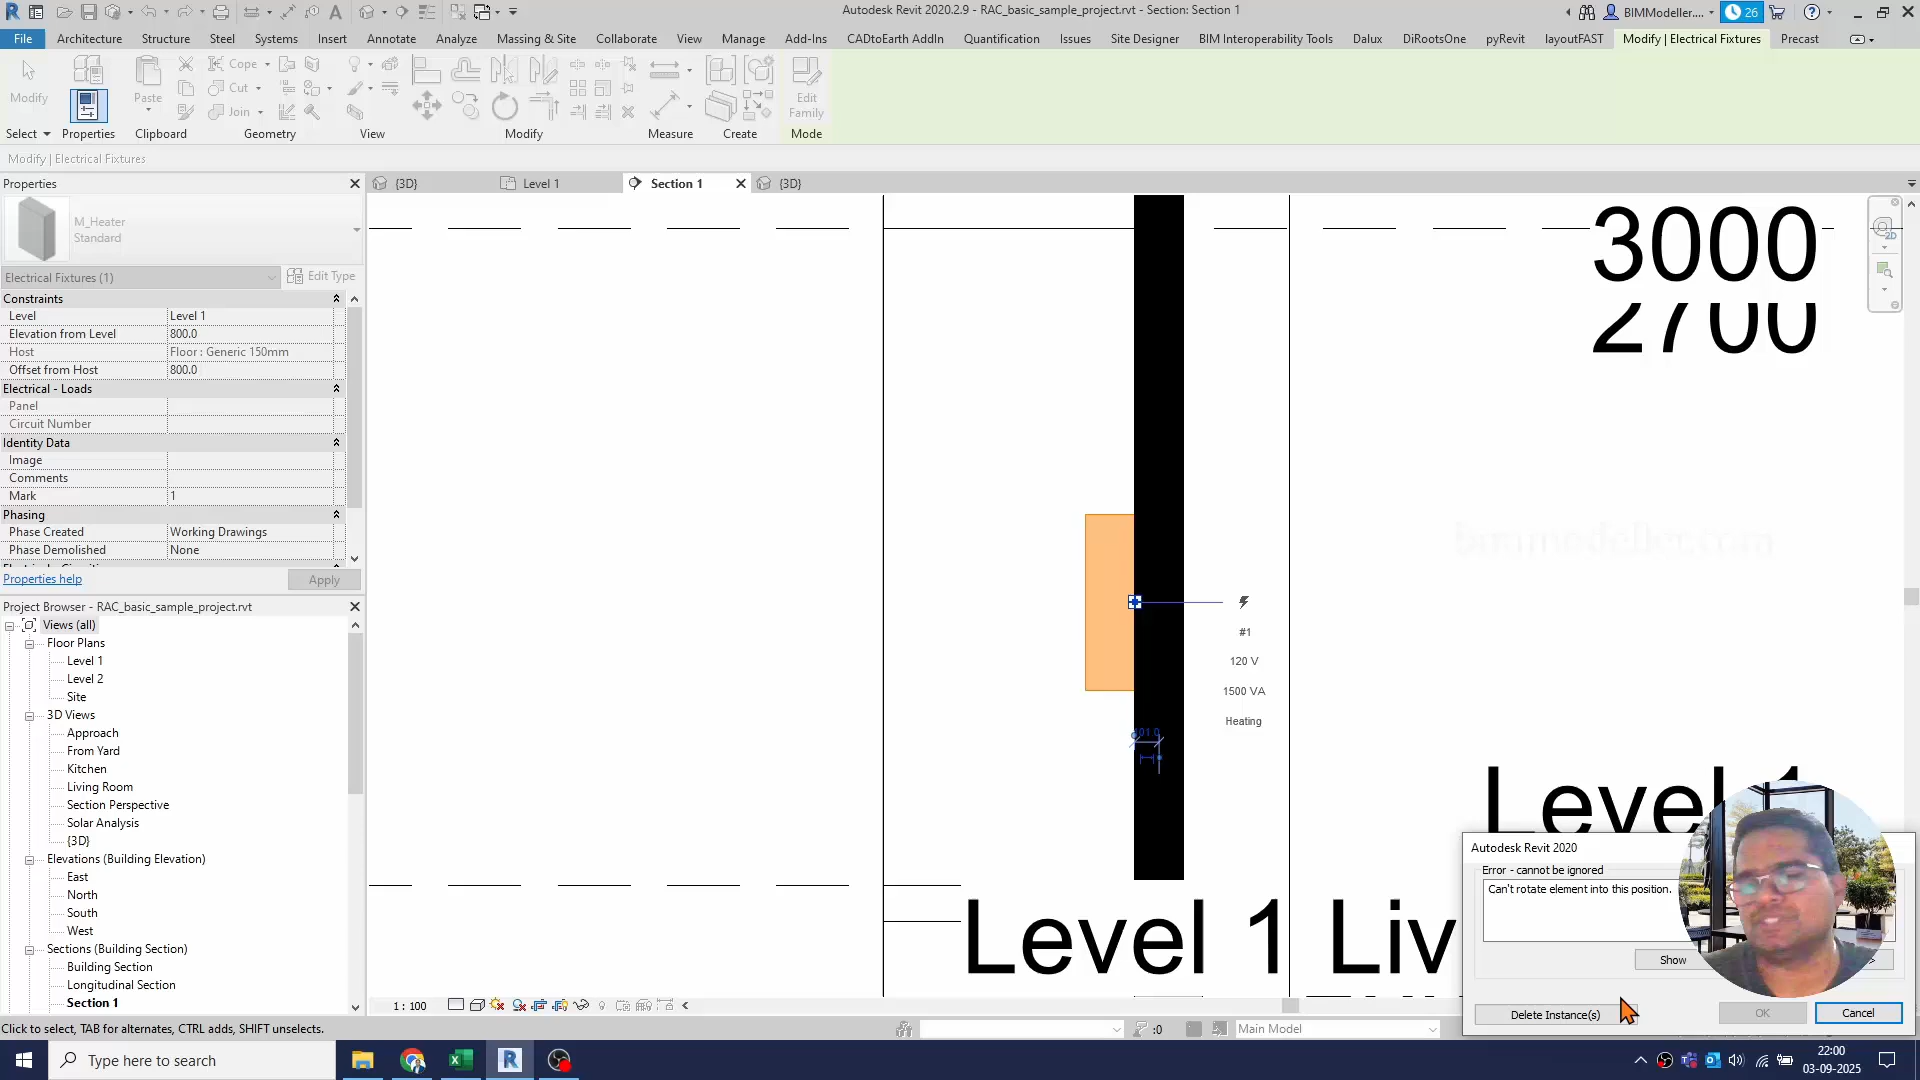 Autodesk Revit 2020.2.9 - RAC_basic_sample_project.rvt - Section: Section 1
BIMModeller....
26
File Architecture Structure Steel Systems Insert Annotate Analyze Massing & Site Collaborate View Manage Add-Ins CADtoEarth AddIn Quantification Issues Site Designer BIM Interoperability Tools Dalux DiRootsOne pyRevit layoutFAST Modify | Electrical Fixtures Precast
Cope
Modify Paste Cut Edit
Join Family
Select Properties Clipboard Geometry View Modify Measure Create Mode
Modify | Electrical Fixtures
Properties
{3D} Level 1 Section 1 {3D}
M_Heater
Standard
Electrical Fixtures (1) Edit Type
Constraints
Level Level 1
Elevation from Level 800.0
Host Floor : Generic 150mm
Offset from Host 800.0
Electrical - Loads
Panel
Circuit Number
Identity Data
Image
Comments
Mark 1
Phasing
Phase Created Working Drawings
Phase Demolished None
Properties help Apply
Project Browser - RAC_basic_sample_project.rvt
Views (all)
Floor Plans
Level 1
Level 2
Site
3D Views
Approach
From Yard
Kitchen
Living Room
Section Perspective
Solar Analysis
{3D}
Elevations (Building Elevation)
East
North
South
West
Sections (Building Section)
Building Section
Longitudinal Section
Section 1
3000
2700
bimmodeller.com
#1
120 V
1500 VA
Heating
101.0
Level 1
Level 1 Liv
Autodesk Revit 2020
Error - cannot be ignored
Can't rotate element into this position.
Show
Delete Instance(s) OK Cancel
1 : 100
Click to select, TAB for alternates, CTRL adds, SHIFT unselects.
:0 Main Model
Type here to search
22:00
03-09-2025